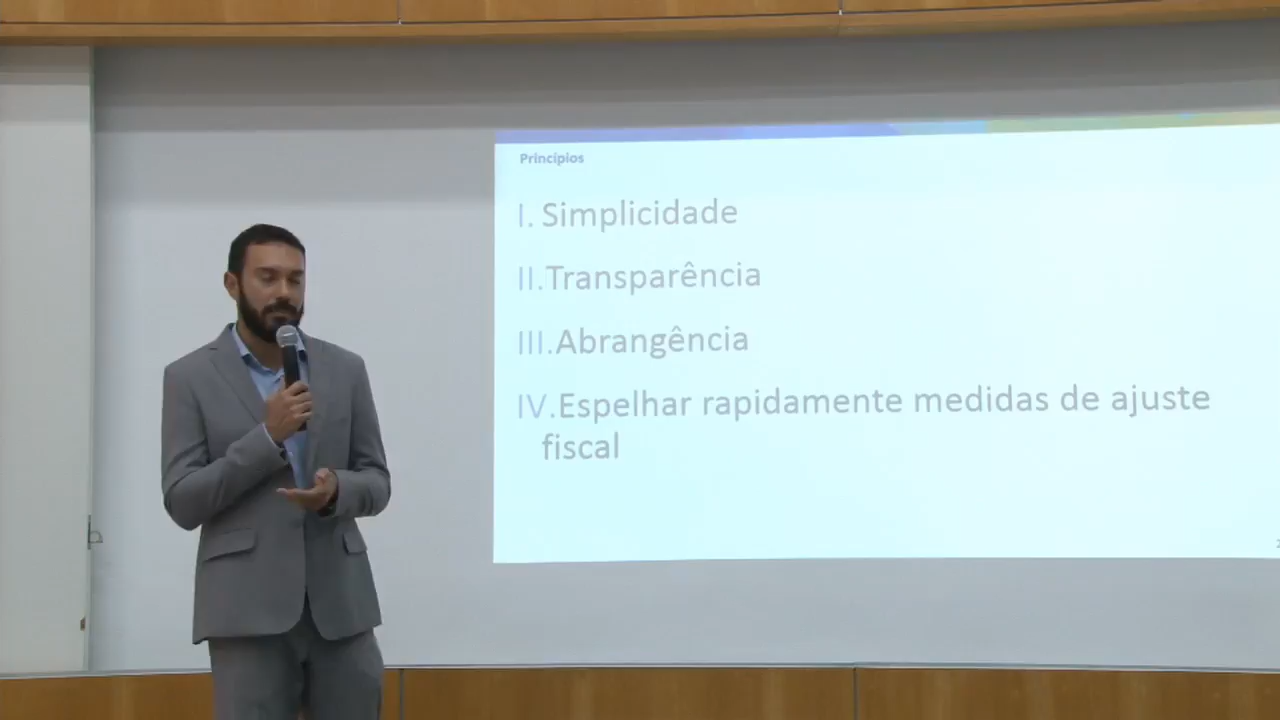 Princípios
I. Simplicidade
II.Transparência
III.Abrangência
IV.Espelhar rapidamente medidas de ajuste
fiscal